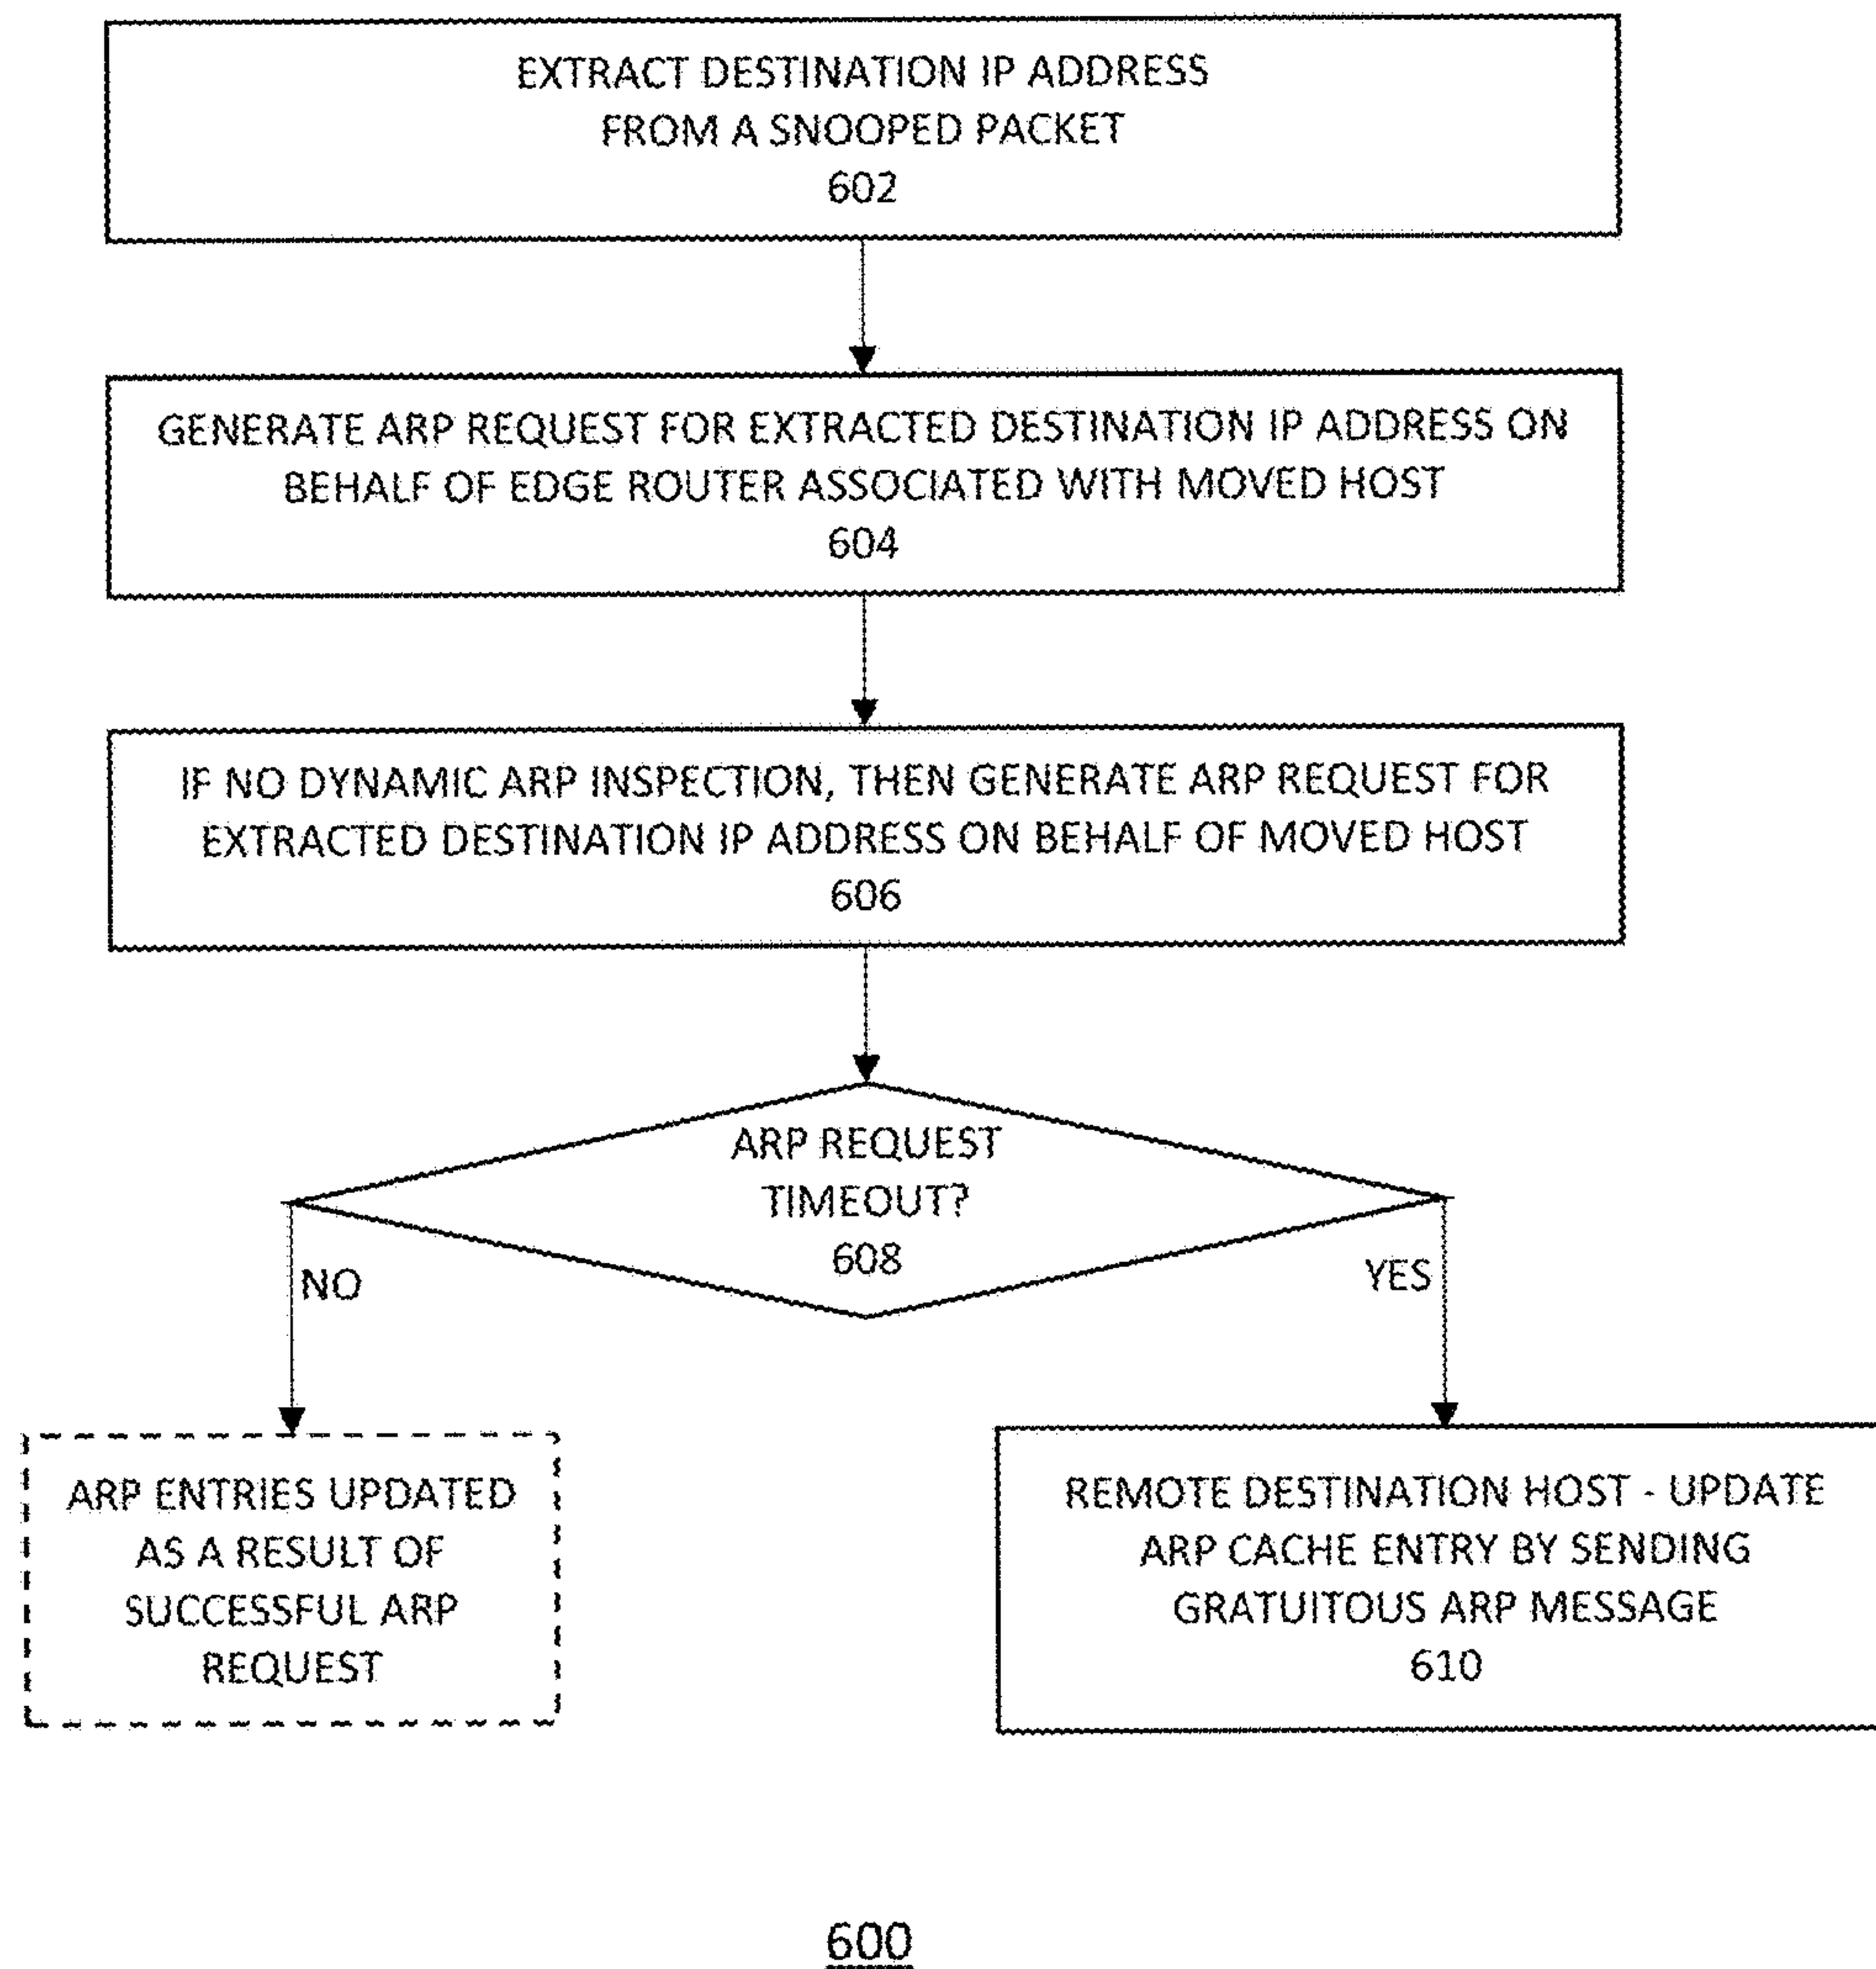 EXTRACT DESTINATION IP ADDRESS
FROM A SNOOPED PACKET
602
GENERATE ARP REQUEST FOR EXTRACTED DESTINATION IP ADDRESS ON
BEHALF OF EDGE ROUTER ASSOCIATED WITH MOVED HOST
604
IF NO DYNAMIC ARP INSPECTION, THEN GENERATE ARP REQUEST FOR
EXTRACTED DESTINATION IP ADDRESS ON BEHALF OF MOVED HOST
606
ARP REQUEST
TIMEOUT?
608
NO
YES
ARP ENTRIES UPDATED
AS A RESULT OF
SUCCESSFUL ARP
REQUEST
REMOTE DESTINATION HOST - UPDATE
ARP CACHE ENTRY BY SENDING
GRATUITOUS ARP MESSAGE
610
600